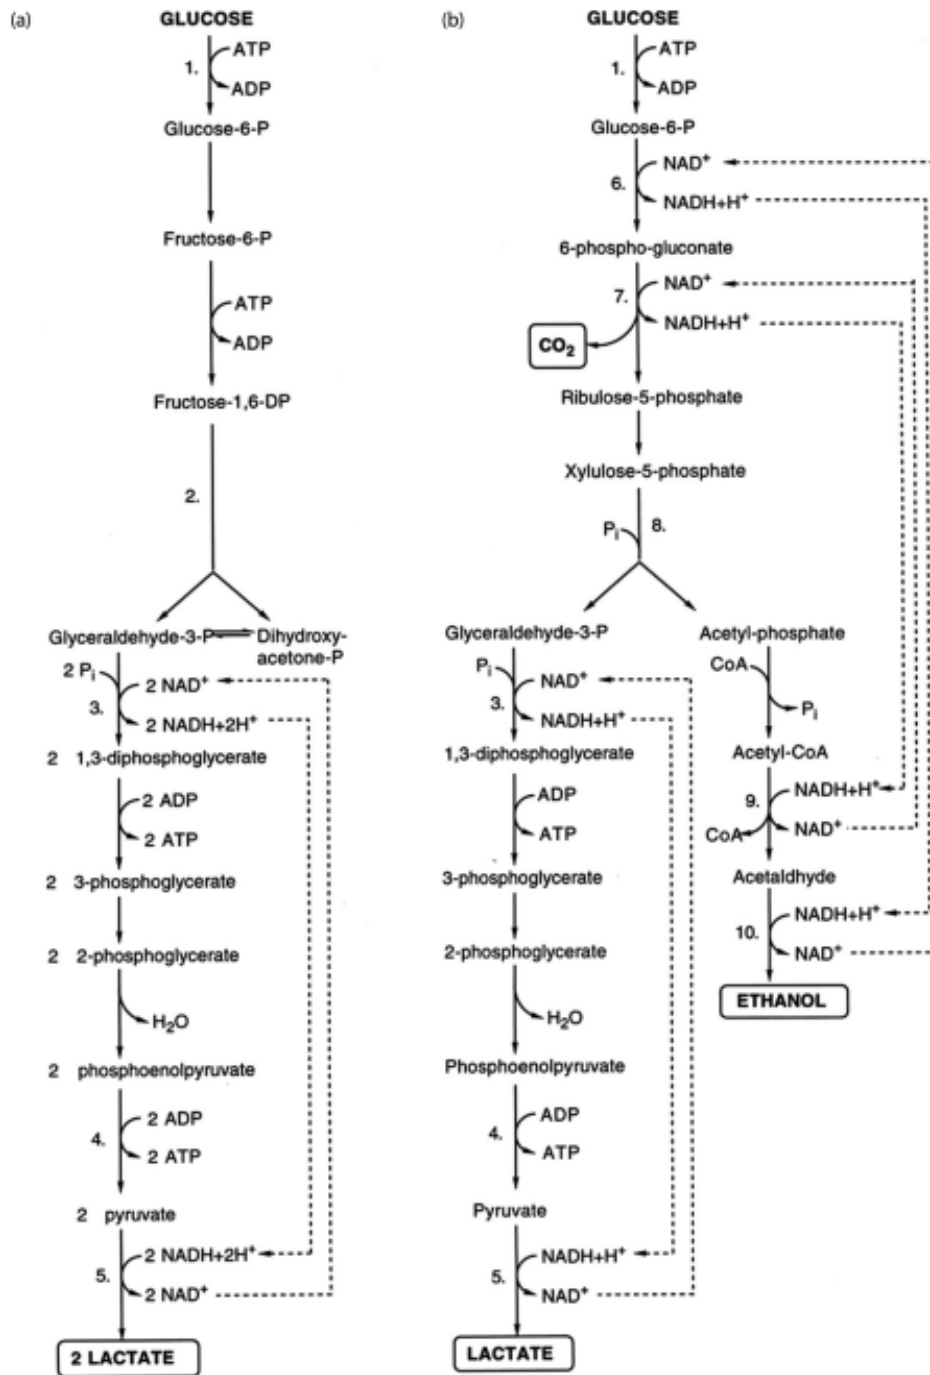 (a)
GLUCOSE
1.
ATP
ADP
Glucose-6-P
Fructose-6-P
ATP
ADP
Fructose-1,6-DP
2.
Glyceraldehyde-3-P
Dihydroxy-
acetone-P
2 Pi
3.
2 NAD+
2 NADH+2H+
2 1,3-diphosphoglycerate
2 ADP
2 ATP
2 3-phosphoglycerate
2 2-phosphoglycerate
H2O
2 phosphoenolpyruvate
4.
2 ADP
2 ATP
2 pyruvate
5.
2 NADH+2H+
2 NAD+
2 LACTATE
(b)
GLUCOSE
1.
ATP
ADP
Glucose-6-P
6.
NAD+
NADH+H+
6-phospho-gluconate
7.
NAD+
NADH+H+
CO2
Ribulose-5-phosphate
Xylulose-5-phosphate
Pi
8.
Glyceraldehyde-3-P
Pi
3.
NAD+
NADH+H+
1,3-diphosphoglycerate
ADP
ATP
3-phosphoglycerate
2-phosphoglycerate
H2O
Phosphoenolpyruvate
4.
ADP
ATP
Pyruvate
5.
NADH+H+
NAD+
LACTATE
Acetyl-phosphate
CoA
Pi
Acetyl-CoA
9.
NADH+H+
CoA
NAD+
Acetaldhyde
10.
NADH+H+
NAD+
ETHANOL